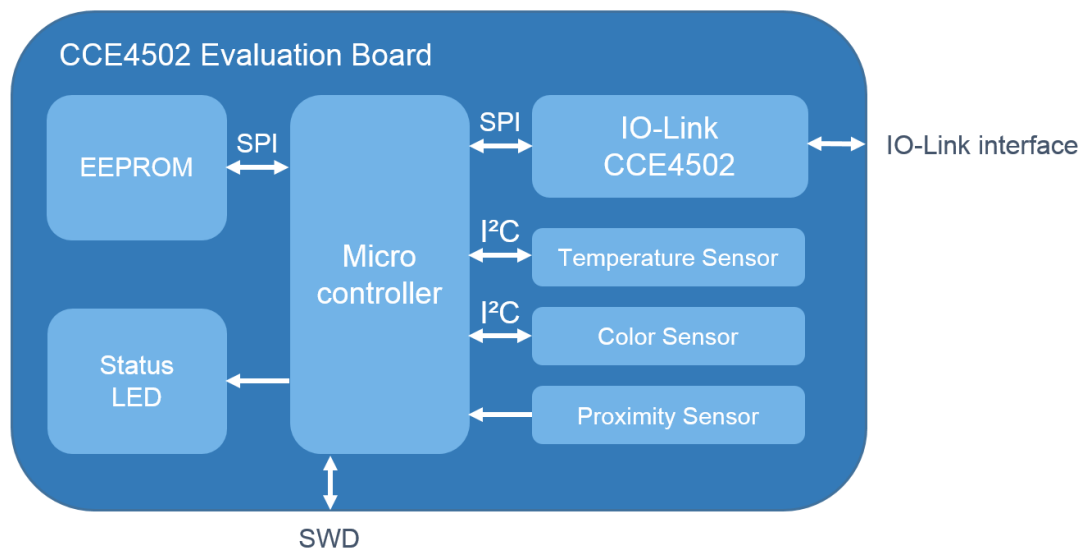 CCE4502 Evaluation Board
EEPROM
SPI
Micro
controller
SPI
IO-Link
CCE4502
IO-Link interface
I²C
Temperature Sensor
I²C
Color Sensor
Status
LED
Proximity Sensor
SWD